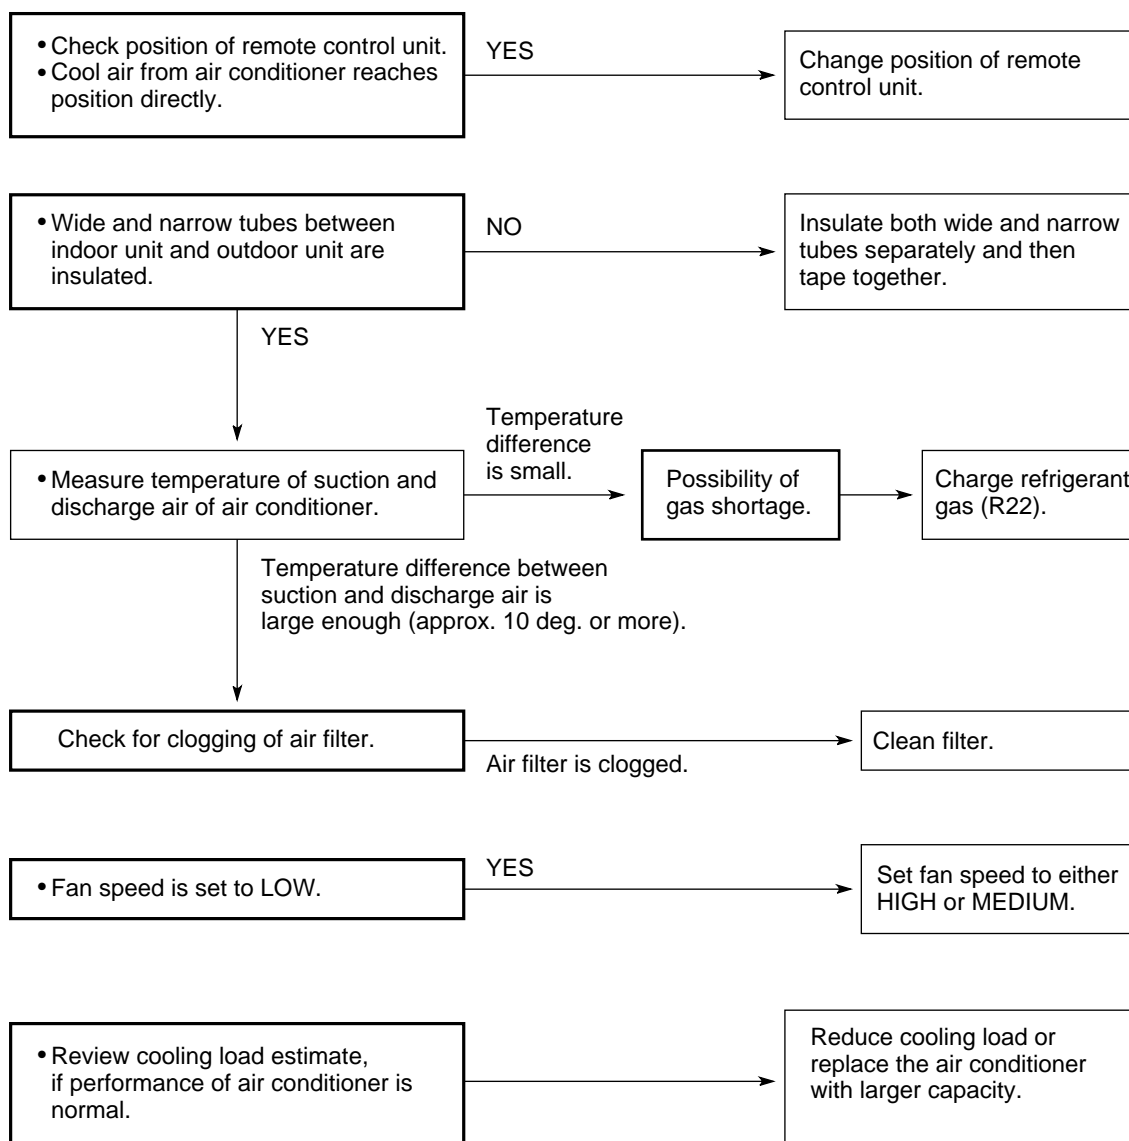 • Check position of remote control unit.
• Cool air from air conditioner reaches
position directly.
YES
Change position of remote
control unit.
• Wide and narrow tubes between
indoor unit and outdoor unit are
insulated.
NO
Insulate both wide and narrow
tubes separately and then
tape together.
YES
• Measure temperature of suction and
discharge air of air conditioner.
Temperature
difference
is small.
Possibility of
gas shortage.
Charge refrigerant
gas (R22).
Temperature difference between
suction and discharge air is
large enough (approx. 10 deg. or more).
Check for clogging of air filter.
Air filter is clogged.
Clean filter.
• Fan speed is set to LOW.
YES
Set fan speed to either
HIGH or MEDIUM.
• Review cooling load estimate,
if performance of air conditioner is
normal.
Reduce cooling load or
replace the air conditioner
with larger capacity.